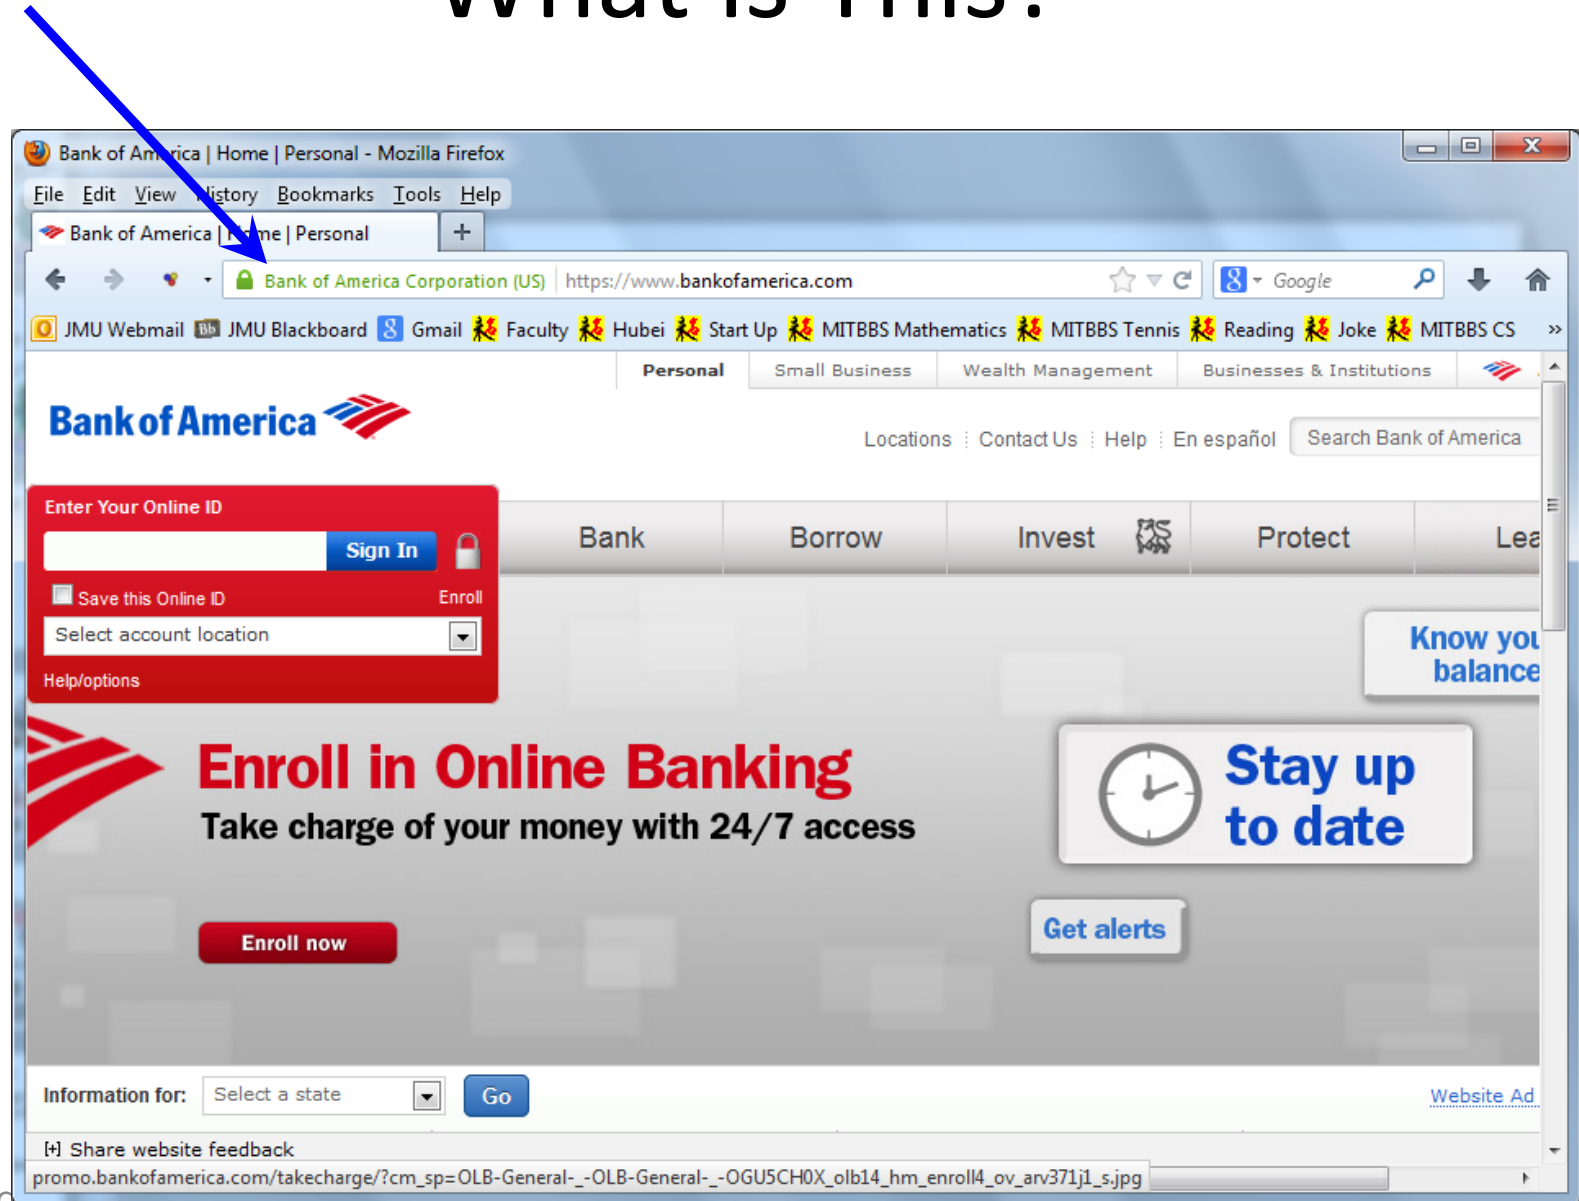 What is This?
Bank of America | Home | Personal - Mozilla Firefox
File Edit View History Bookmarks Tools Help
Bank of America | Home | Personal +
Bank of America Corporation (US) https://www.bankofamerica.com 8 Google
JMU Webmail Bb JMU Blackboard 8 Gmail Faculty Hubei Start Up MITBBS Mathematics MITBBS Tennis Reading Joke MITBBS CS »
Personal Small Business Wealth Management Businesses & Institutions
Bank of America
Locations Contact Us Help En español Search Bank of America
Enter Your Online ID
Sign In
Bank Borrow Invest Protect Lea
Save this Online ID Enroll
Select account location
Help/options
Know you
balance
Enroll in Online Banking
Take charge of your money with 24/7 access
Stay up
to date
Enroll now
Get alerts
Information for: Select a state Go
Website Ad
[+] Share website feedback
promo.bankofamerica.com/takecharge/?cm_sp=OLB-General-_-OLB-General-_-OGU5CH0X_olb14_hm_enroll4_ov_arv371j1_s.jpg